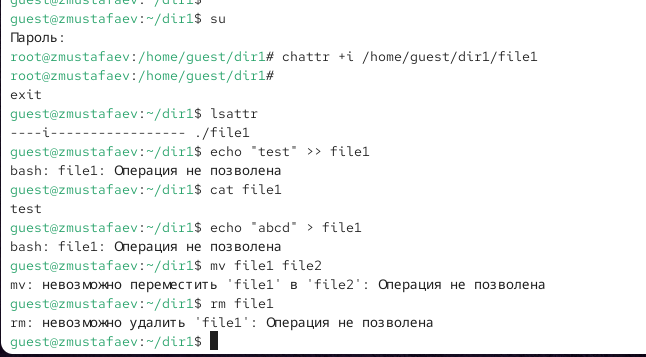 guest@zmustafaev:~/dir1$ su
Пароль:
root@zmustafaev:/home/guest/dir1# chattr +i /home/guest/dir1/file1
root@zmustafaev:/home/guest/dir1#
exit
guest@zmustafaev:~/dir1$ lsattr
----i----------------- ./file1
guest@zmustafaev:~/dir1$ echo "test" >> file1
bash: file1: Операция не позволена
guest@zmustafaev:~/dir1$ cat file1
test
guest@zmustafaev:~/dir1$ echo "abcd" > file1
bash: file1: Операция не позволена
guest@zmustafaev:~/dir1$ mv file1 file2
mv: невозможно переместить 'file1' в 'file2': Операция не позволена
guest@zmustafaev:~/dir1$ rm file1
rm: невозможно удалить 'file1': Операция не позволена
guest@zmustafaev:~/dir1$